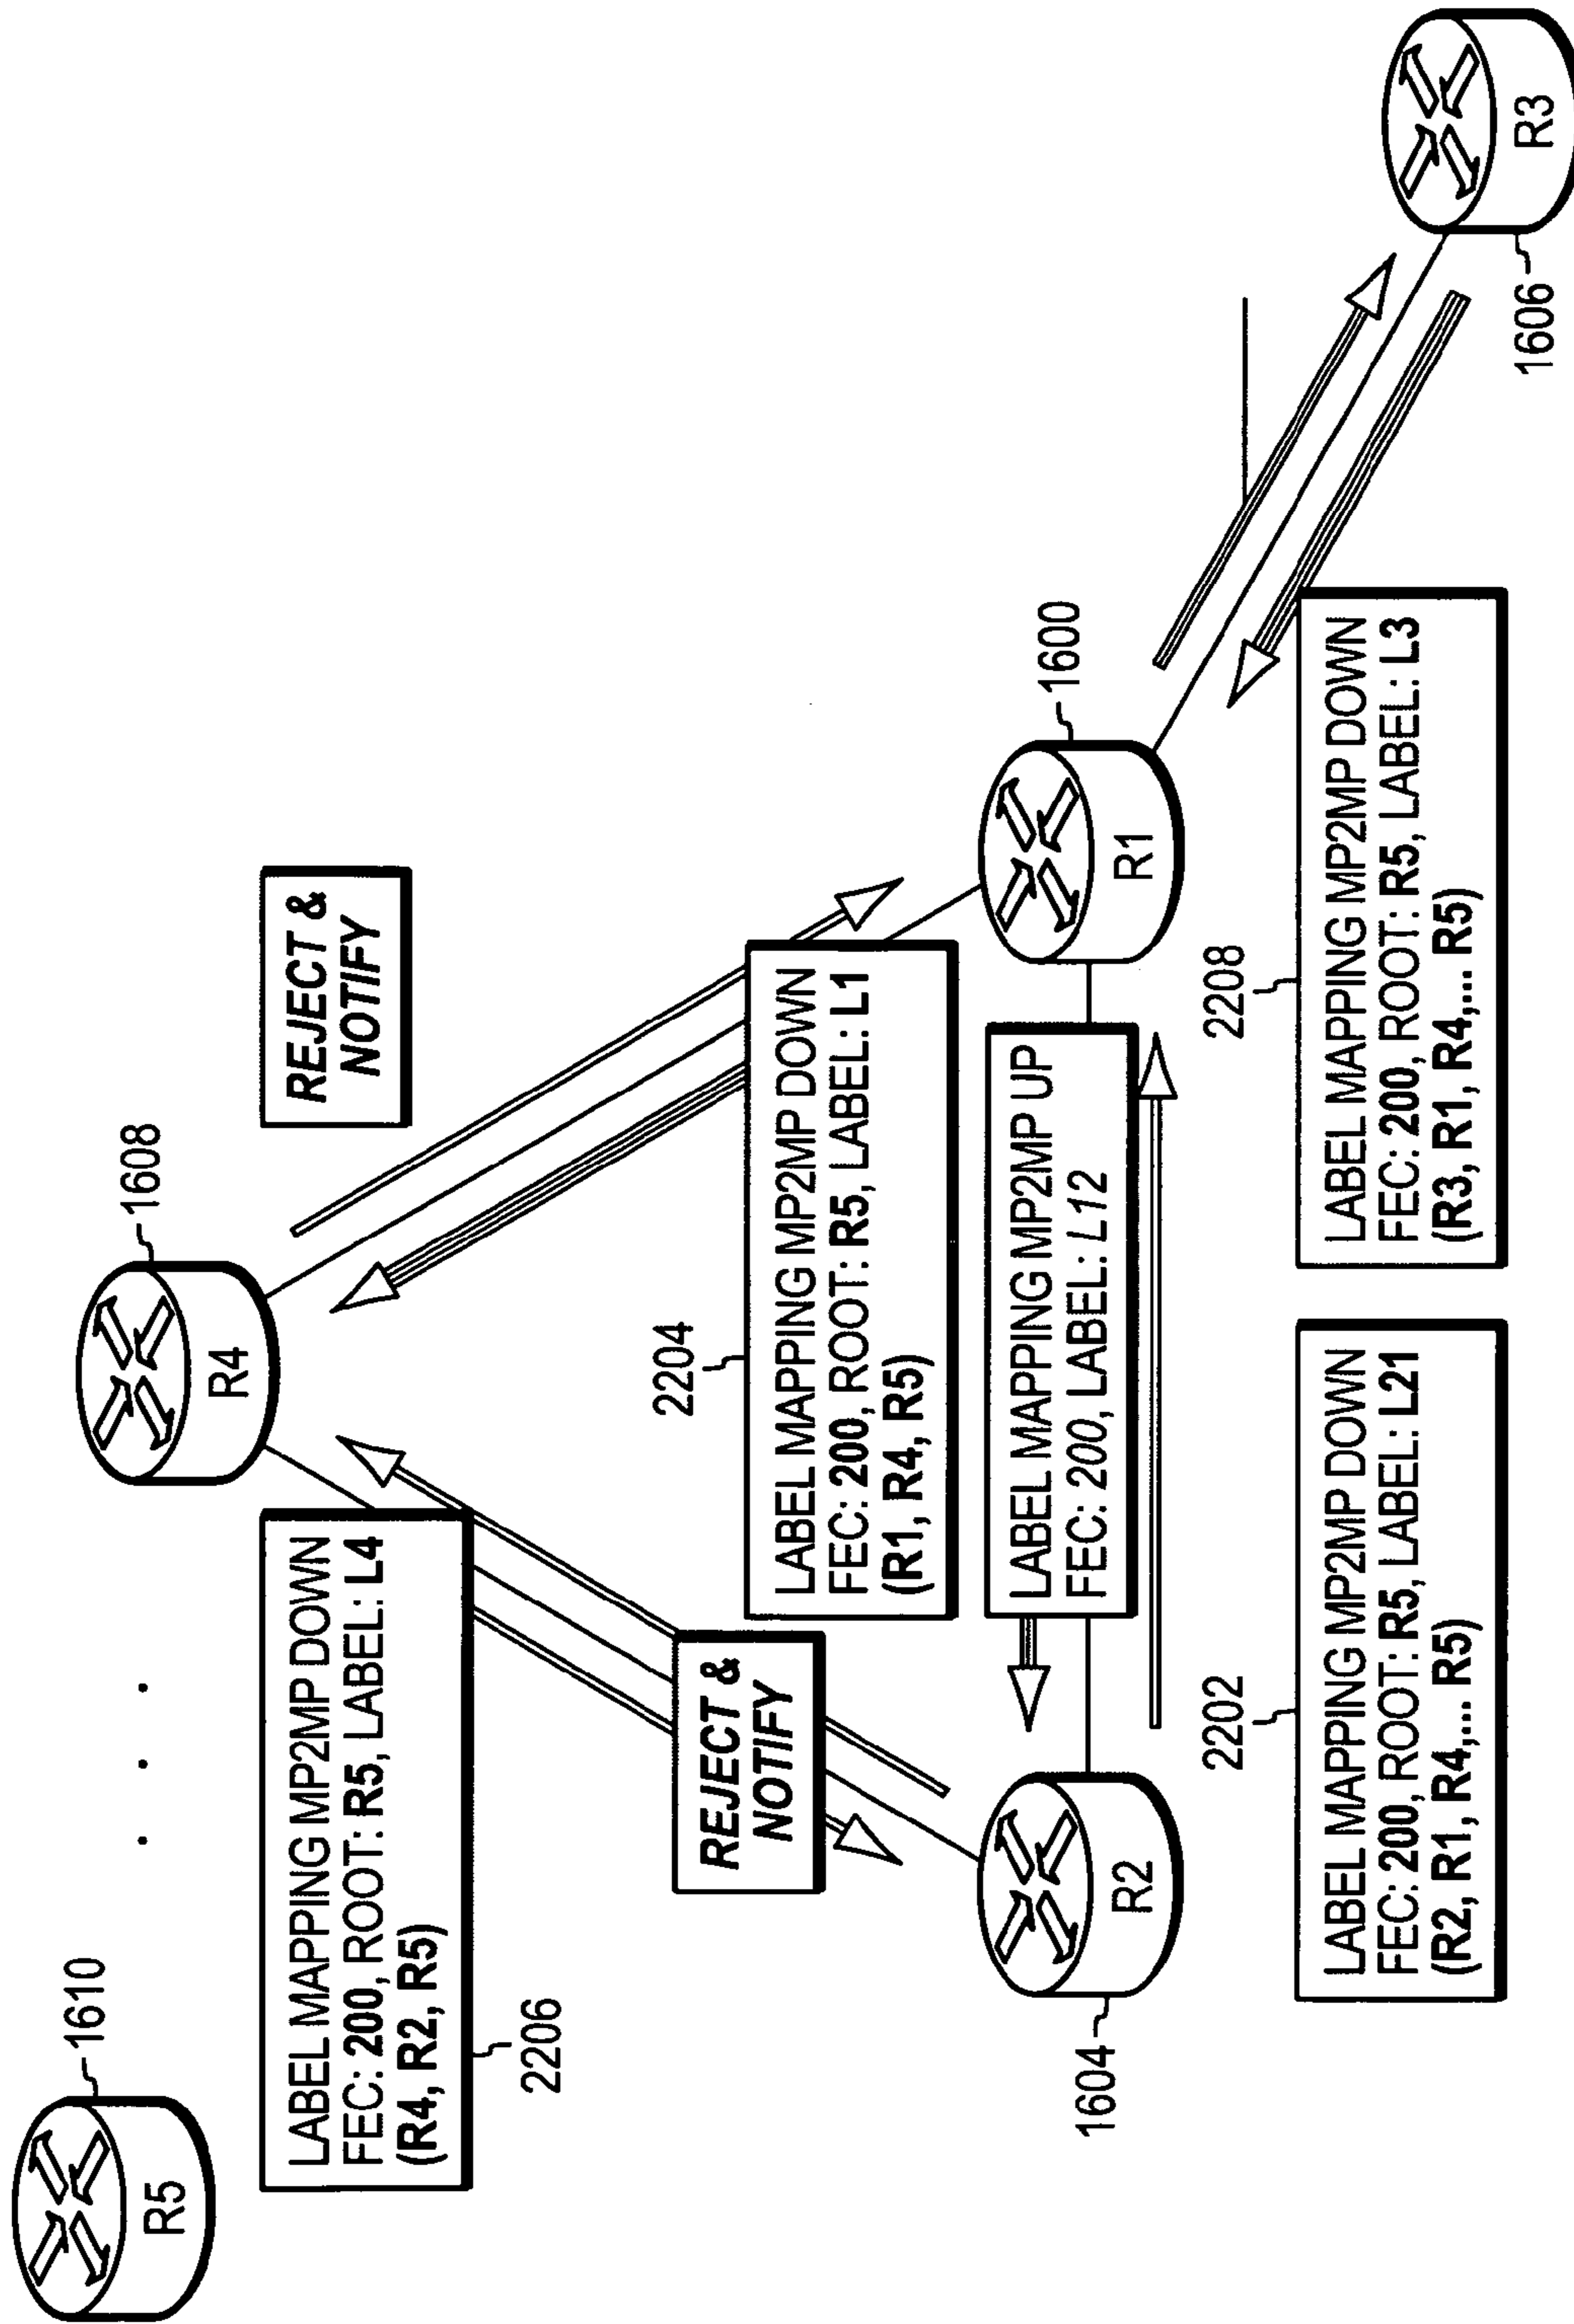 R5
1610
LABEL MAPPING MP2MP DOWN
FEC: 200, ROOT: R5, LABEL: L4
(R4, R2, R5)
2206
R4
1608
REJECT &
NOTIFY
REJECT &
NOTIFY
2204
LABEL MAPPING MP2MP DOWN
FEC: 200, ROOT: R5, LABEL: L1
(R1, R4, R5)
LABEL MAPPING MP2MP UP
FEC: 200, LABEL: L12
R2
1604
R1
1600
2202
LABEL MAPPING MP2MP DOWN
FEC: 200, ROOT: R5, LABEL: L21
(R2, R1, R4,... R5)
2208
LABEL MAPPING MP2MP DOWN
FEC: 200, ROOT: R5, LABEL: L3
(R3, R1, R4,... R5)
R3
1606